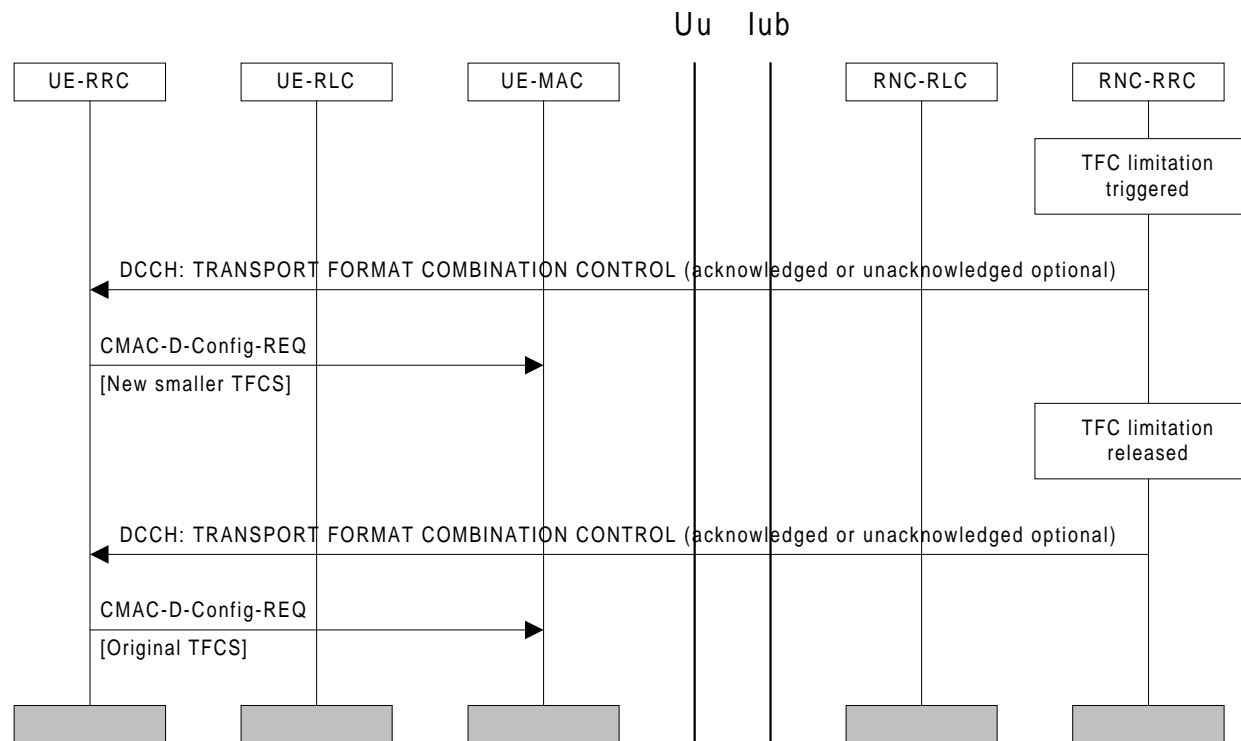 Uu Iub
UE-RRC UE-RLC UE-MAC RNC-RLC RNC-RRC
TFC limitation
triggered
DCCH: TRANSPORT FORMAT COMBINATION CONTROL (acknowledged or unacknowledged optional)
CMAC-D-Config-REQ
[New smaller TFCS]
TFC limitation
released
DCCH: TRANSPORT FORMAT COMBINATION CONTROL (acknowledged or unacknowledged optional)
CMAC-D-Config-REQ
[Original TFCS]